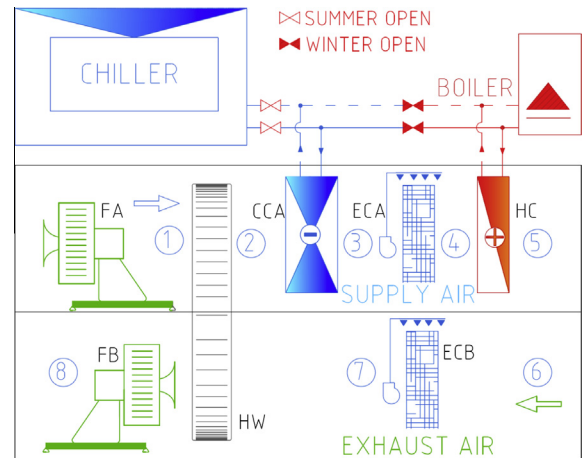 SUMMER OPEN
WINTER OPEN
CHILLER
BOILER
FA
CCA
ECA
HC
1
2
3
4
5
SUPPLY AIR
FB
ECB
8
7
6
HW
EXHAUST AIR